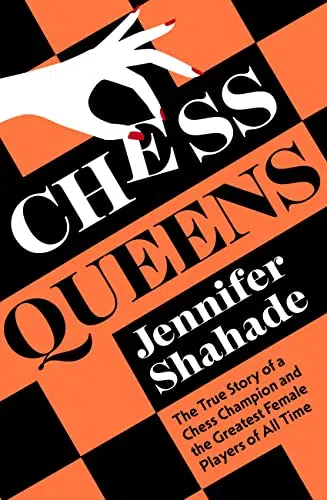 CHESS
QUEENS
Jennifer
Shahade
The True Story of a
Chess Champion and
the Greatest Female
Players of All Time